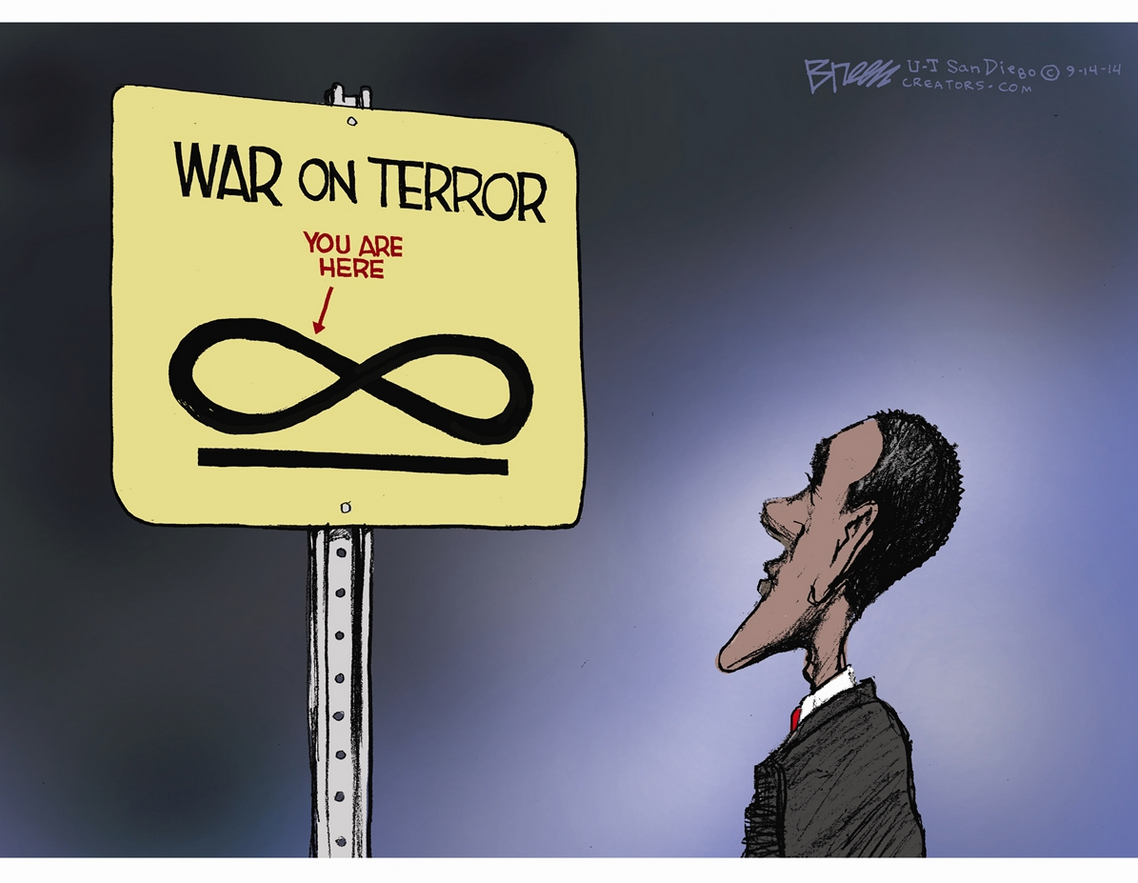 Breen U-T San Diego © 9-14-14
CREATORS.COM
WAR ON TERROR
YOU ARE
HERE